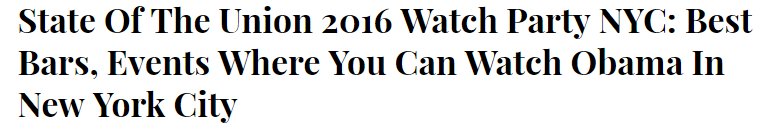 State Of The Union 2016 Watch Party NYC: Best
Bars, Events Where You Can Watch Obama In
New York City